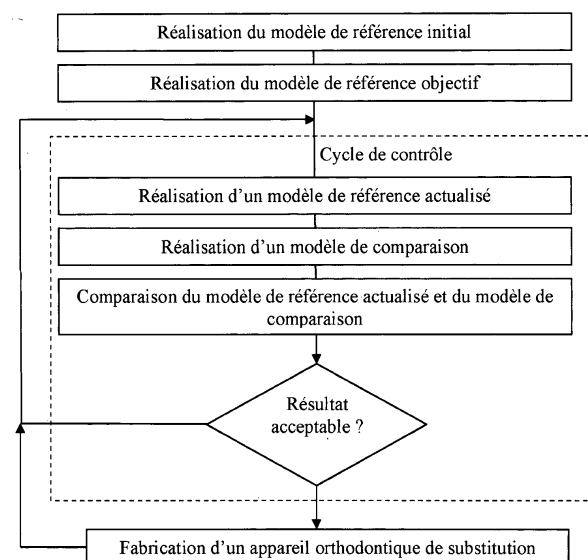 Réalisation du modèle de référence initial
Réalisation du modèle de référence objectif
Cycle de contrôle
Réalisation d'un modèle de référence actualisé
Réalisation d'un modèle de comparaison
Comparaison du modèle de référence actualisé et du modèle de
comparaison
Résultat
acceptable ?
Fabrication d'un appareil orthodontique de substitution